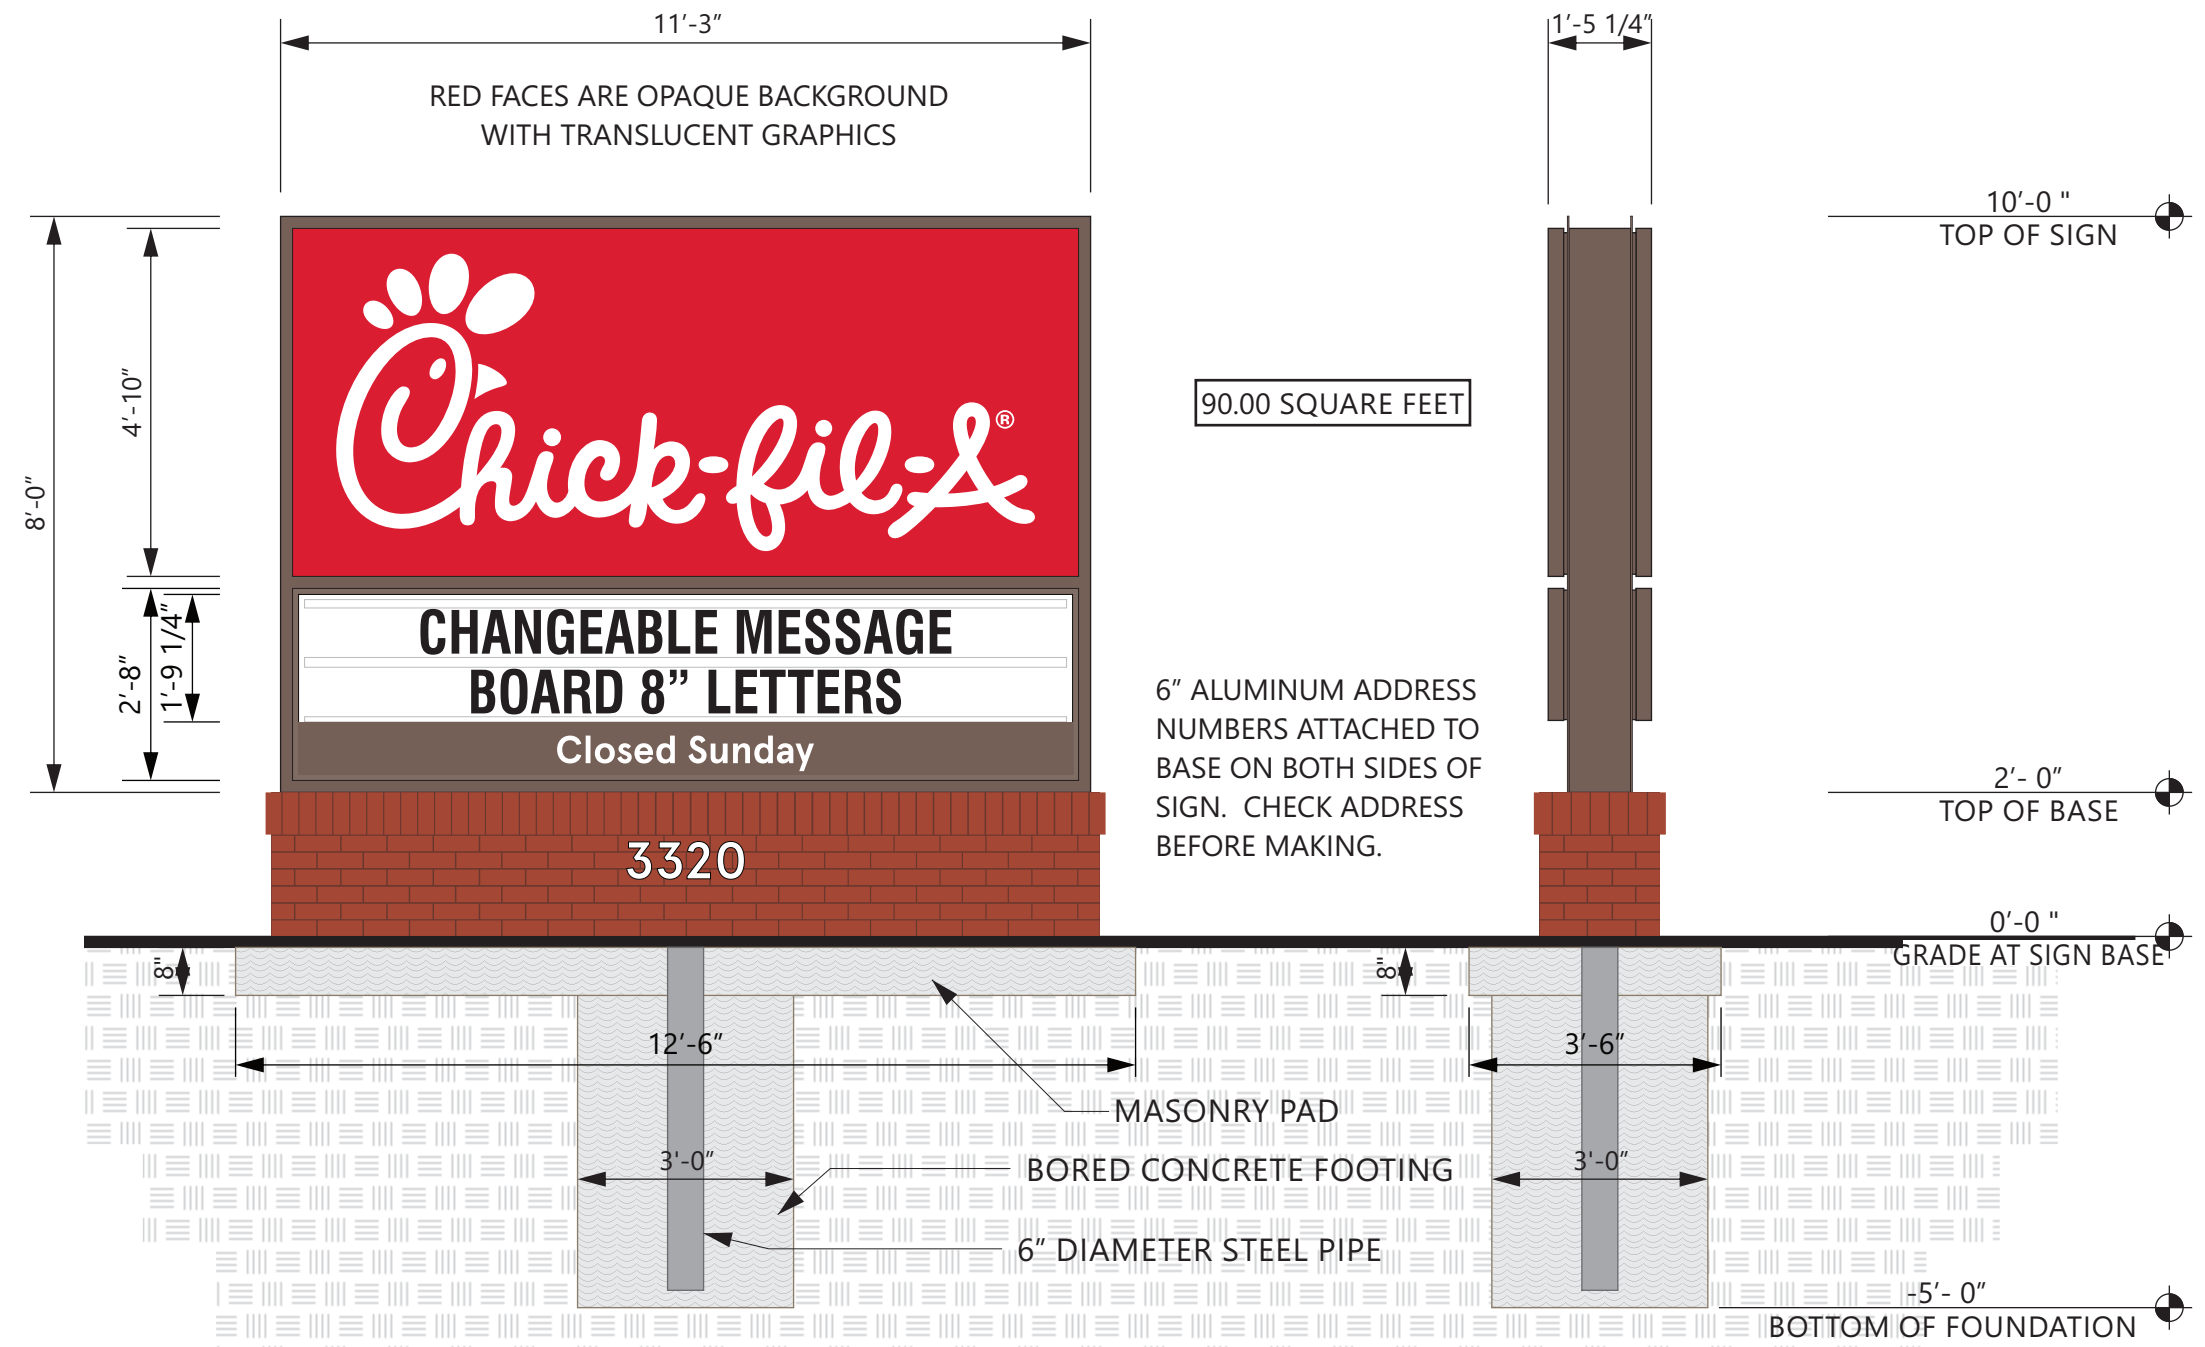 11'-3"
1'-5 1/4"
RED FACES ARE OPAQUE BACKGROUND
WITH TRANSLUCENT GRAPHICS
10'-0 "
TOP OF SIGN
8'-0"
4'-10"
Chick-fil-A®
90.00 SQUARE FEET
2'-8"
1'-9 1/4"
CHANGEABLE MESSAGE
BOARD 8” LETTERS
Closed Sunday
6” ALUMINUM ADDRESS
NUMBERS ATTACHED TO
BASE ON BOTH SIDES OF
SIGN.  CHECK ADDRESS
BEFORE MAKING.
2'- 0"
TOP OF BASE
3320
0'-0 "
GRADE AT SIGN BASE
8"
8"
12'-6"
3'-6"
MASONRY PAD
3'-0"
BORED CONCRETE FOOTING
3'-0"
6” DIAMETER STEEL PIPE
-5'- 0"
BOTTOM OF FOUNDATION